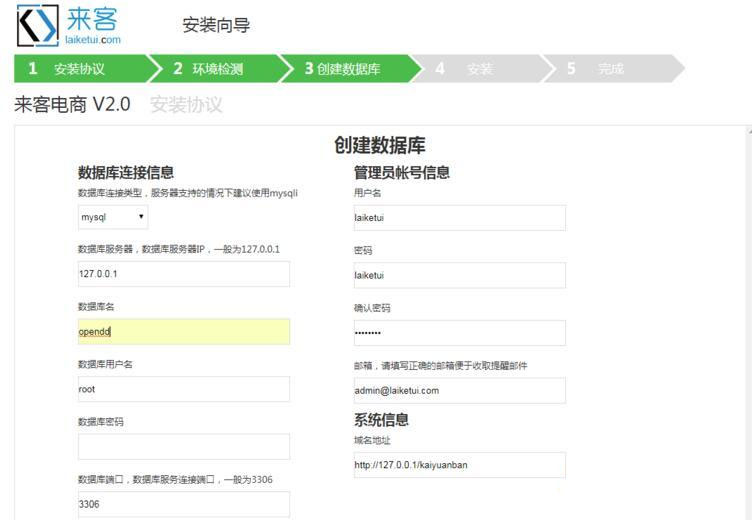 来客
laiketui.com
安装向导
1 安装协议
2 环境检测
3 创建数据库
4 安装
5 完成
来客电商 V2.0 安装协议
创建数据库
数据库连接信息
数据库连接类型，服务器支持的情况下建议使用mysqli
mysql
数据库服务器，数据库服务器IP，一般为127.0.0.1
127.0.0.1
数据库名
opendd
数据库用户名
root
数据库密码
数据库端口，数据库服务连接端口，一般为3306
3306
管理员帐号信息
用户名
laiketui
密码
laiketui
确认密码
••••••••
邮箱，请填写正确的邮箱便于收取提醒邮件
admin@laiketui.com
系统信息
域名地址
http://127.0.0.1/kaiyuanban